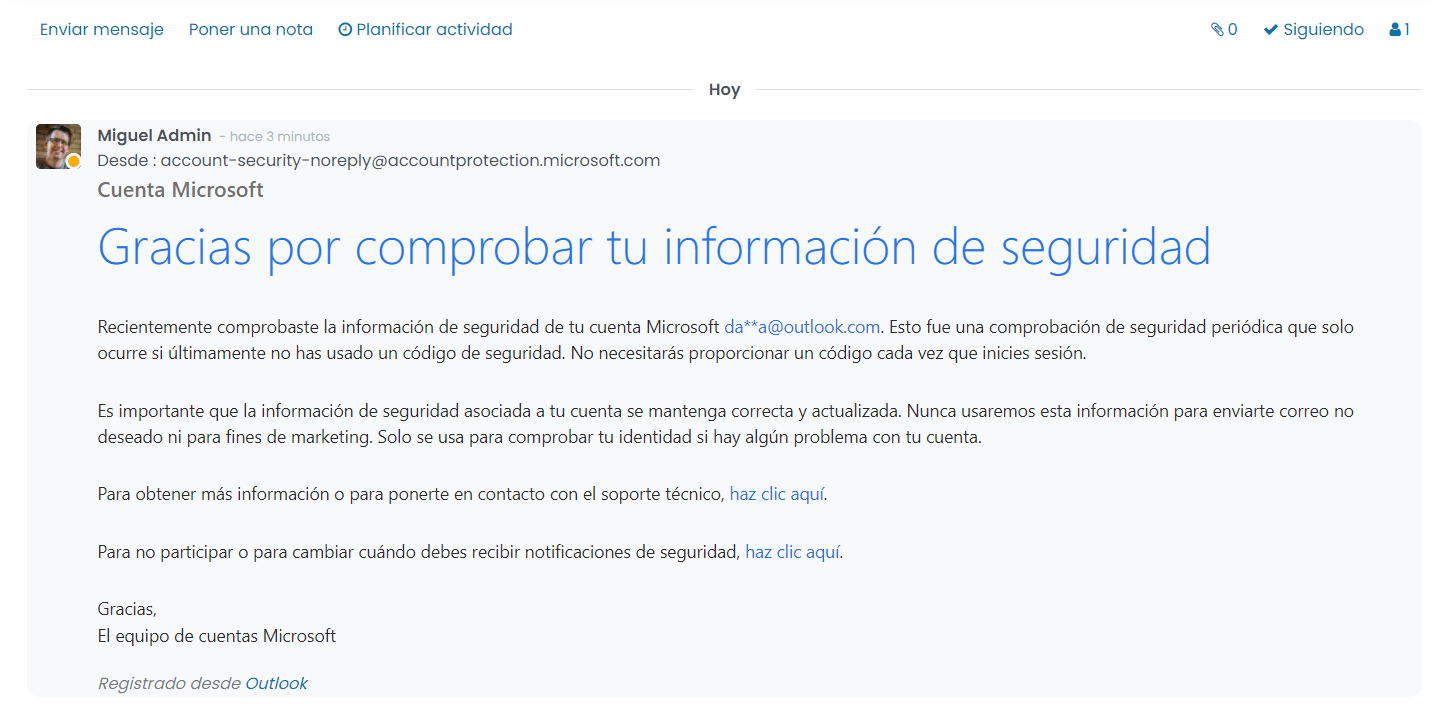 Enviar mensaje Poner una nota Planificar actividad 0 Siguiendo 1
Hoy
Miguel Admin - hace 3 minutos
Desde : account-security-noreply@accountprotection.microsoft.com
Cuenta Microsoft
Gracias por comprobar tu información de seguridad
Recientemente comprobaste la información de seguridad de tu cuenta Microsoft da**a@outlook.com. Esto fue una comprobación de seguridad periódica que solo
ocurre si últimamente no has usado un código de seguridad. No necesitarás proporcionar un código cada vez que inicies sesión.
Es importante que la información de seguridad asociada a tu cuenta se mantenga correcta y actualizada. Nunca usaremos esta información para enviarte correo no
deseado ni para fines de marketing. Solo se usa para comprobar tu identidad si hay algún problema con tu cuenta.
Para obtener más información o para ponerte en contacto con el soporte técnico, haz clic aquí.
Para no participar o para cambiar cuándo debes recibir notificaciones de seguridad, haz clic aquí.
Gracias,
El equipo de cuentas Microsoft
Registrado desde Outlook